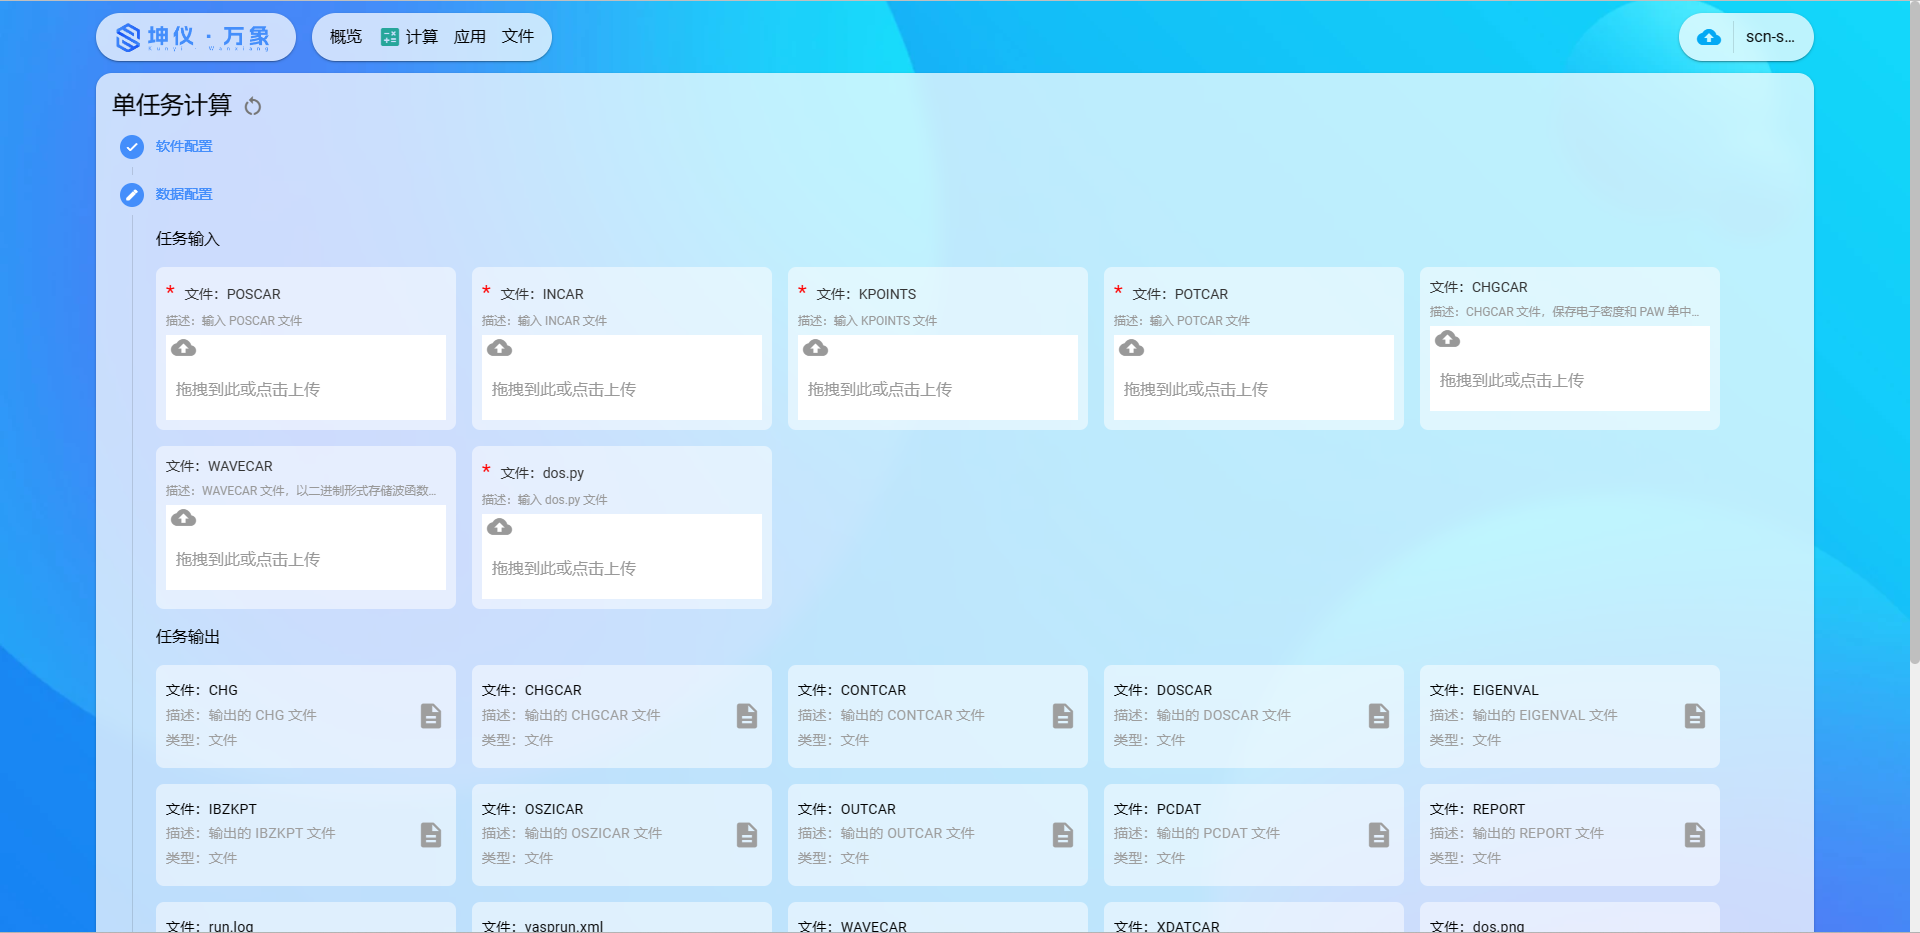 坤仪·万象
Kunyi Wanxiang
概览 计算 应用 文件
scn-s...
单任务计算
软件配置
数据配置
任务输入
* 文件：POSCAR
描述：输入 POSCAR 文件
拖拽到此或点击上传
* 文件：INCAR
描述：输入 INCAR 文件
拖拽到此或点击上传
* 文件：KPOINTS
描述：输入 KPOINTS 文件
拖拽到此或点击上传
* 文件：POTCAR
描述：输入 POTCAR 文件
拖拽到此或点击上传
文件：CHGCAR
描述：CHGCAR 文件，保存电子密度和 PAW 单中...
拖拽到此或点击上传
文件：WAVECAR
描述：WAVECAR 文件，以二进制形式存储波函数...
拖拽到此或点击上传
* 文件：dos.py
描述：输入 dos.py 文件
拖拽到此或点击上传
任务输出
文件：CHG
描述：输出的 CHG 文件
类型：文件
文件：CHGCAR
描述：输出的 CHGCAR 文件
类型：文件
文件：CONTCAR
描述：输出的 CONTCAR 文件
类型：文件
文件：DOSCAR
描述：输出的 DOSCAR 文件
类型：文件
文件：EIGENVAL
描述：输出的 EIGENVAL 文件
类型：文件
文件：IBZKPT
描述：输出的 IBZKPT 文件
类型：文件
文件：OSZICAR
描述：输出的 OSZICAR 文件
类型：文件
文件：OUTCAR
描述：输出的 OUTCAR 文件
类型：文件
文件：PCDAT
描述：输出的 PCDAT 文件
类型：文件
文件：REPORT
描述：输出的 REPORT 文件
类型：文件
文件：run.log
文件：vasprun.xml
文件：WAVECAR
文件：XDATCAR
文件：dos.png